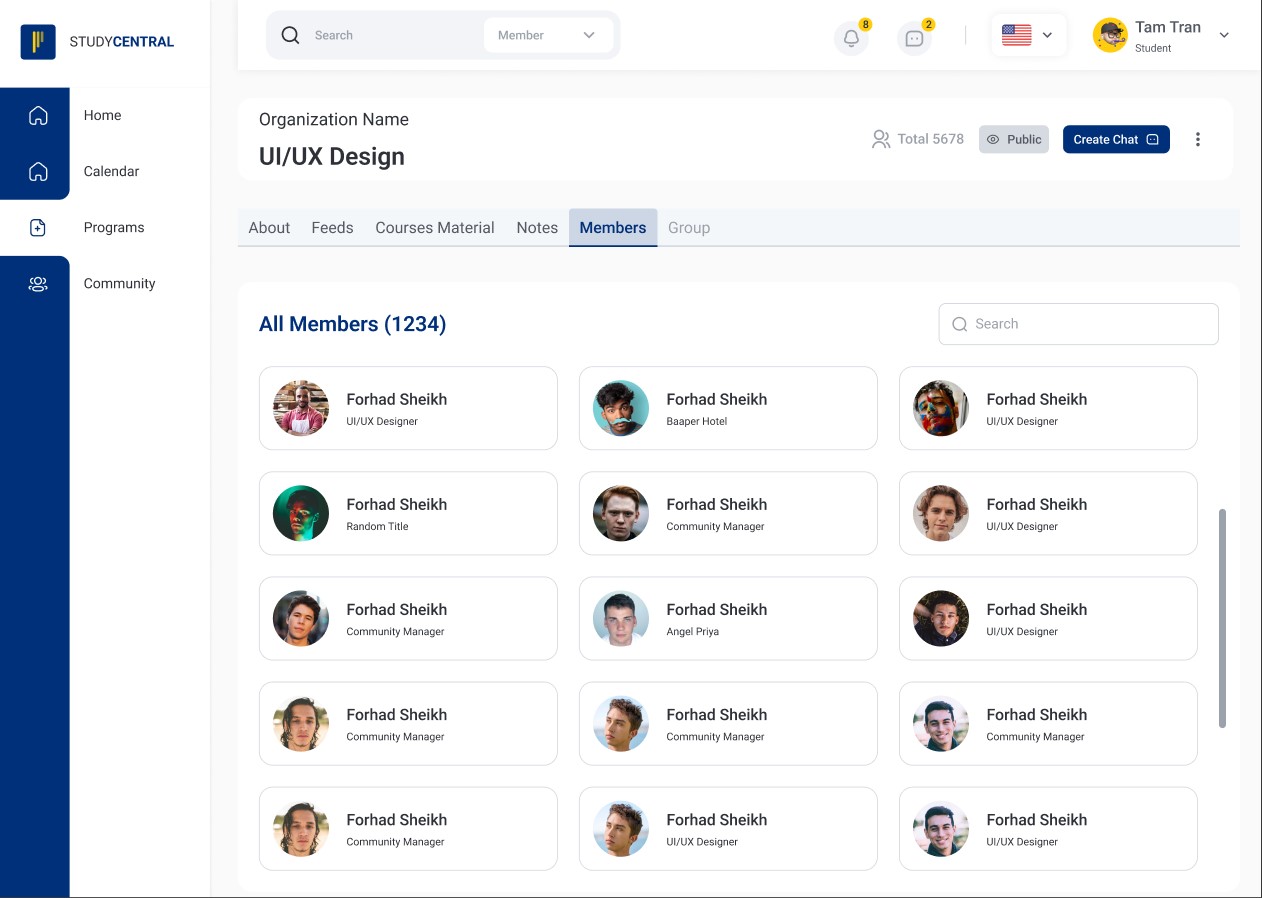 STUDYCENTRAL
Search
Member
8
2
Tam Tran
Student
Home
Calendar
Programs
Community
Organization Name
UI/UX Design
Total 5678
Public
Create Chat
About
Feeds
Courses Material
Notes
Members
Group
All Members (1234)
Search
Forhad Sheikh
UI/UX Designer
Forhad Sheikh
Baaper Hotel
Forhad Sheikh
UI/UX Designer
Forhad Sheikh
Random Title
Forhad Sheikh
Community Manager
Forhad Sheikh
UI/UX Designer
Forhad Sheikh
Community Manager
Forhad Sheikh
Angel Priya
Forhad Sheikh
UI/UX Designer
Forhad Sheikh
Community Manager
Forhad Sheikh
Community Manager
Forhad Sheikh
Community Manager
Forhad Sheikh
Community Manager
Forhad Sheikh
UI/UX Designer
Forhad Sheikh
UI/UX Designer